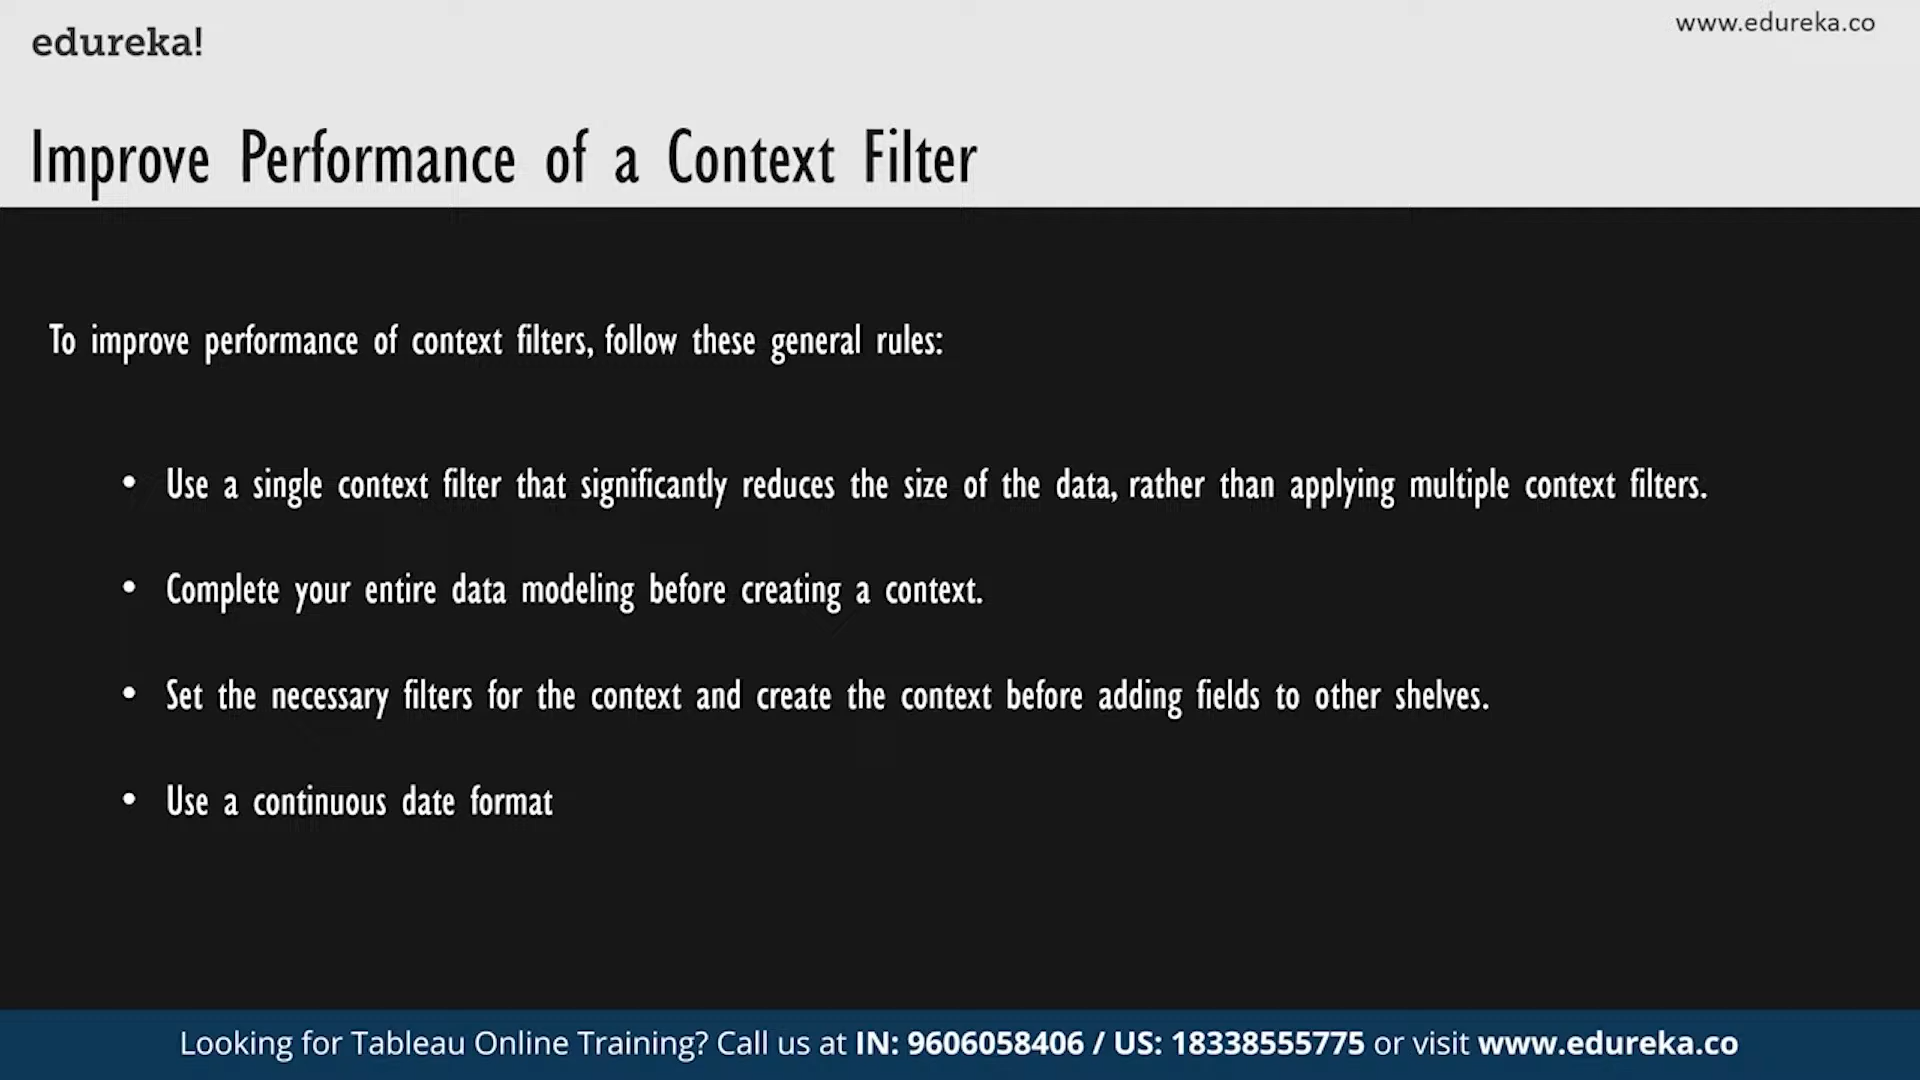 edureka!
www.edureka.co
Improve Performance of a Context Filter
To improve performance of context filters, follow these general rules:
• Use a single context filter that significantly reduces the size of the data, rather than applying multiple context filters.
• Complete your entire data modeling before creating a context.
• Set the necessary filters for the context and create the context before adding fields to other shelves.
• Use a continuous date format
Looking for Tableau Online Training? Call us at IN: 9606058406 / US: 18338555775 or visit www.edureka.co